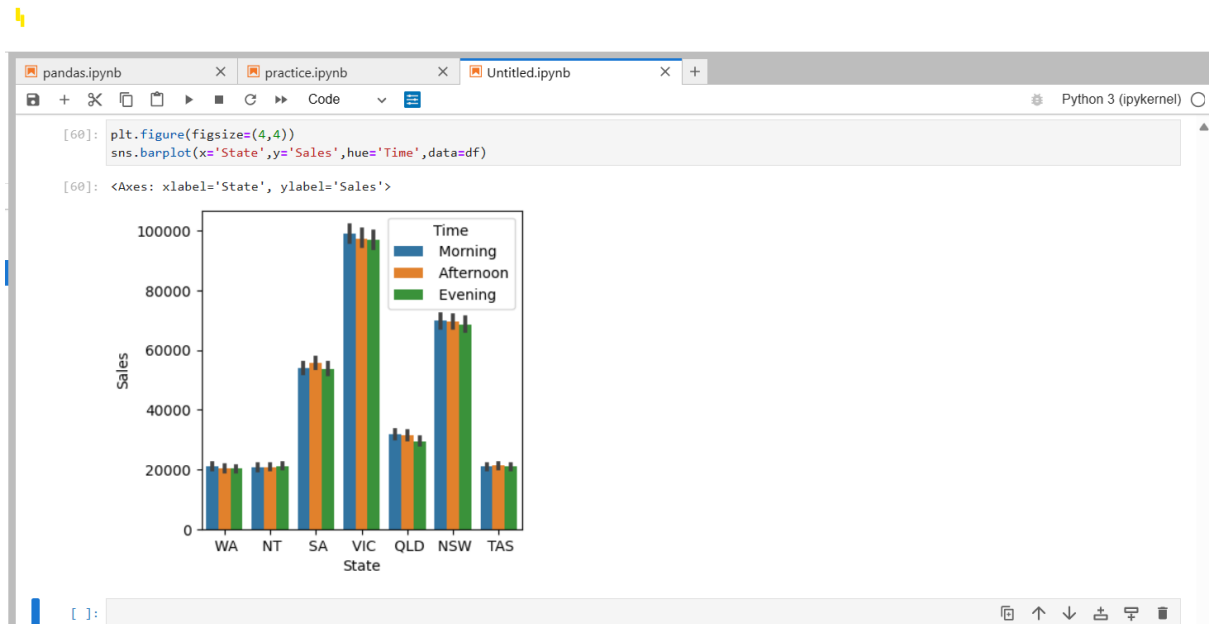 pandas.ipynb
practice.ipynb
Untitled.ipynb
Code
Python 3 (ipykernel)
[60]: plt.figure(figsize=(4,4))
sns.barplot(x='State',y='Sales',hue='Time',data=df)
[60]: <Axes: xlabel='State', ylabel='Sales'>
Time
Morning
Afternoon
Evening
100000
80000
60000
40000
20000
0
Sales
WA NT SA VIC QLD NSW TAS
State
[ ]: